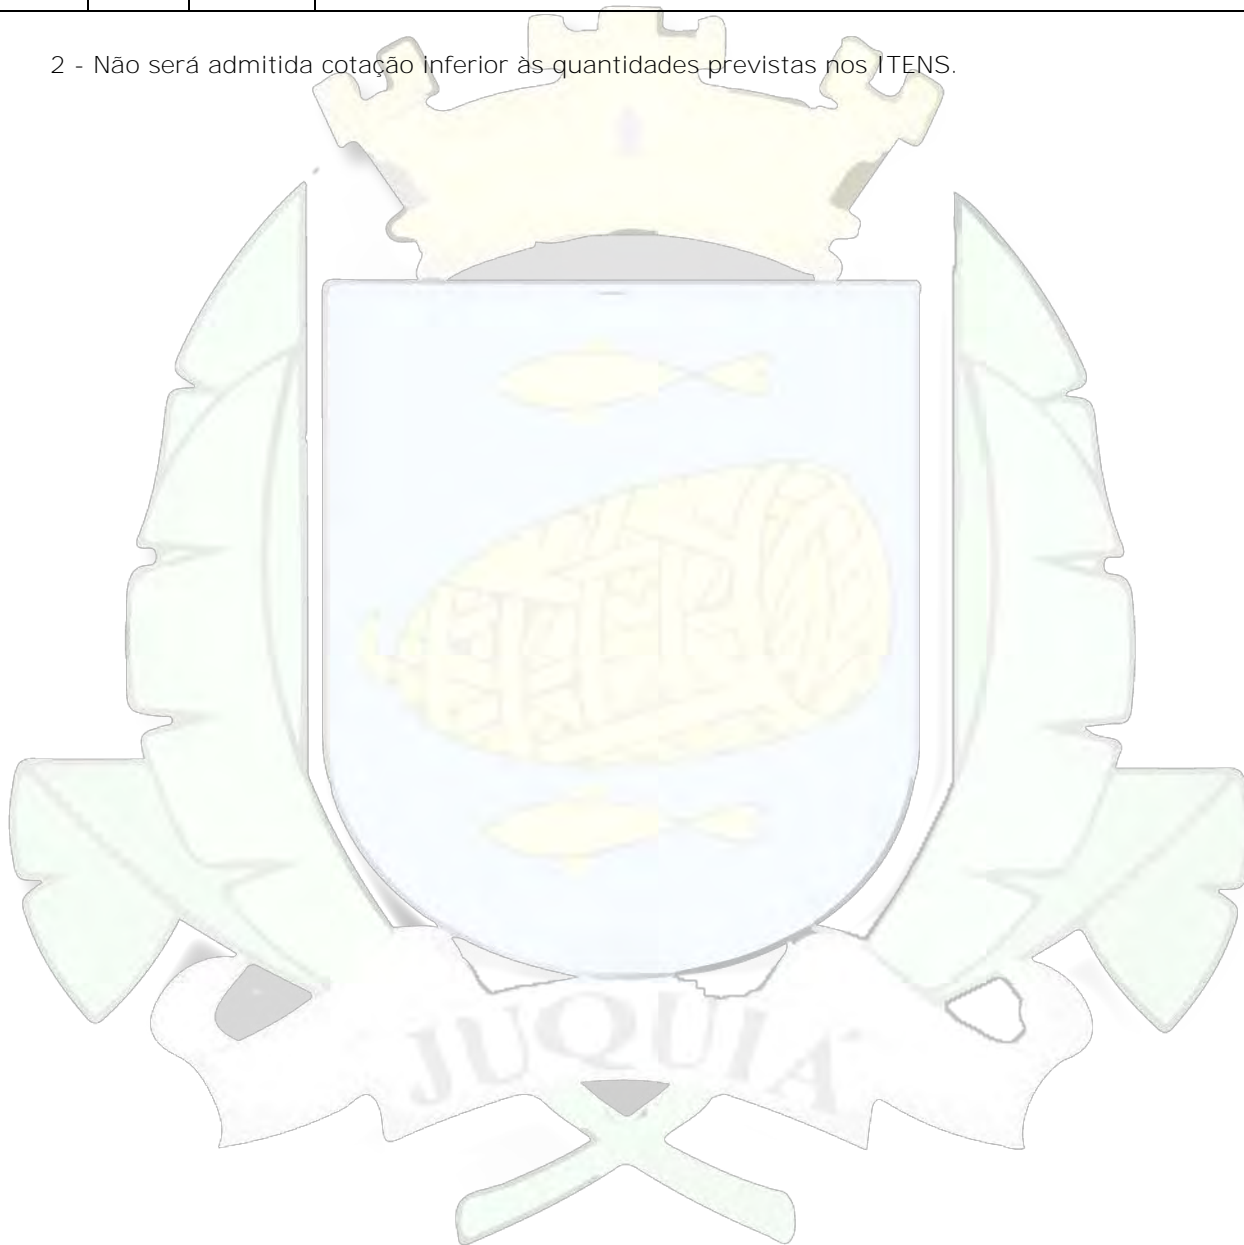 2 - Não será admitida cotação inferior às quantidades previstas nos ITENS.
JUQUIÁ